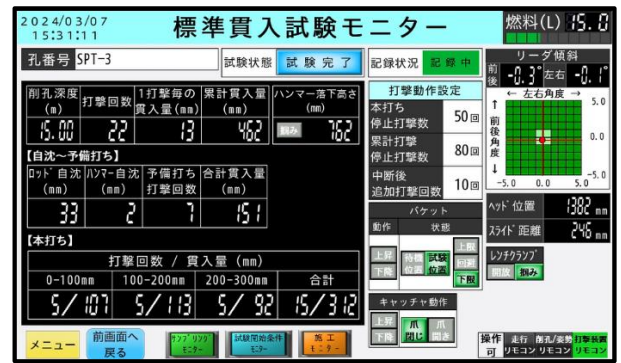 2024/03/07
15:31:11
標準貫入試験モニター
燃料(L) 15.0
孔番号 SPT-3
試験状態 試験完了
記録状況 記録中
リーダ傾斜
前後 -0.3° 左右 -0.1°
削孔深度(m) 打撃回数 1打撃毎の貫入量(mm) 累計貫入量(mm) ハンマー落下高さ(mm)
15.00 22 13 462 掴み 762
打撃動作設定
本打ち停止打撃数 50回
累計打撃停止打撃数 80回
中断後追加打撃回数 10回
← 左右角度 →
↑ 前後角度 ↓
5.0
0.0
-5.0
-5.0 0.0 5.0
【自沈~予備打ち】
ロッド自沈(mm) ハンマー自沈(mm) 予備打ち打撃回数 合計貫入量(mm)
33 2 7 151
バケット
動作 状態
上昇 下降 待機位置 試験位置 上限 回避 下限
ヘッド位置 1382 mm
スライド距離 246 mm
レンチクランプ
開放 掴み
【本打ち】
打撃回数 / 貫入量 (mm)
0-100mm 100-200mm 200-300mm 合計
5/107 5/113 5/92 15/312
キャッチャ動作
上昇 下降 爪閉じ 爪開き
メニュー
前画面へ戻る
サンプリングモニター
試験開始条件モニター
施工モニター
操作可 走行リモコン 削孔/姿勢リモコン 打撃装置リモコン